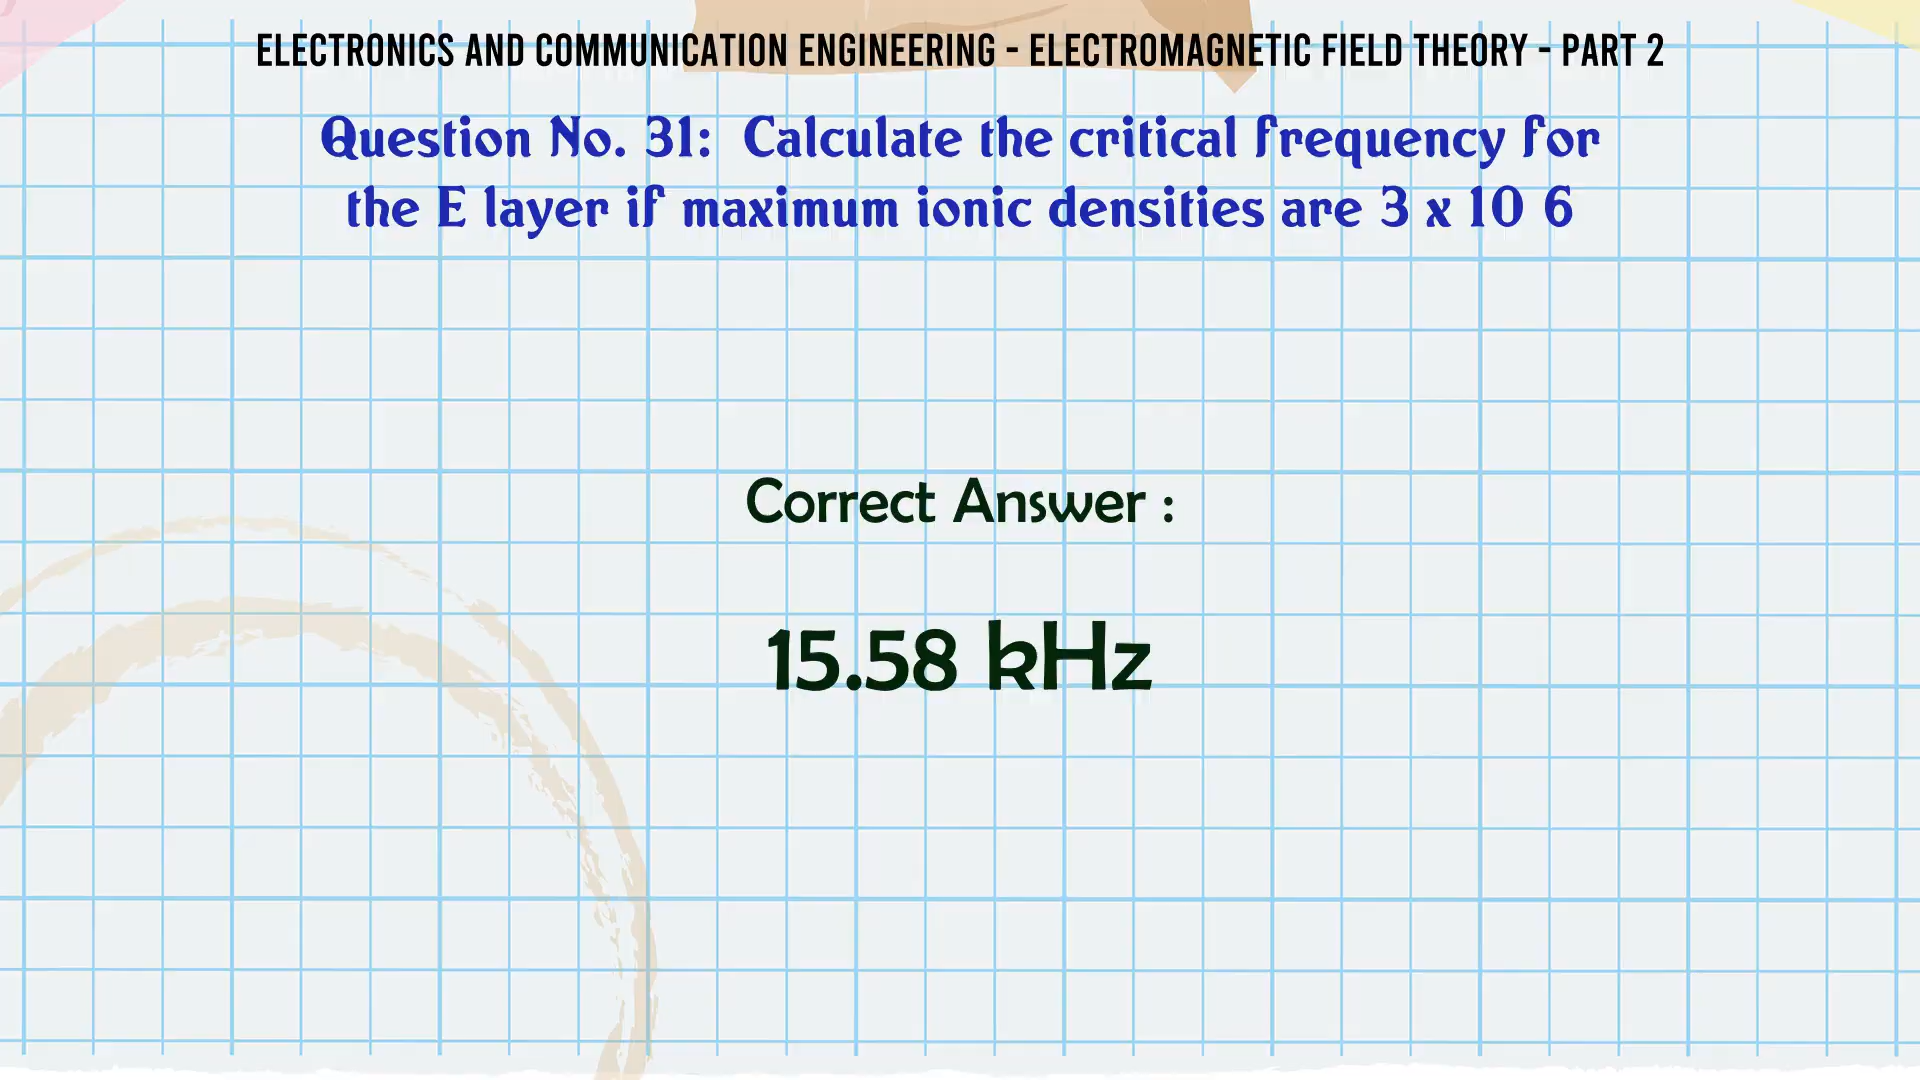 ELECTRONICS AND COMMUNICATION ENGINEERING - ELECTROMAGNETIC FIELD THEORY - PART 2
Question No. 31: Calculate the critical frequency for
the E layer if maximum ionic densities are 3 x 10 6
Correct Answer :
15.58 kHz